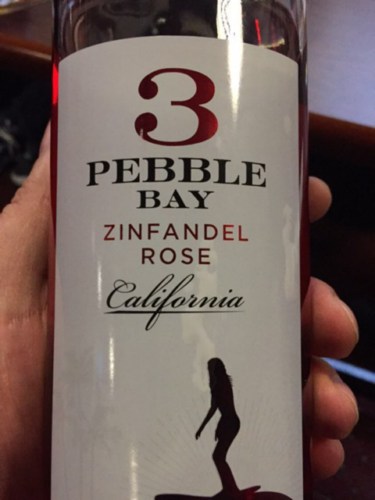 3
PEBBLE
BAY
ZINFANDEL
ROSE
California